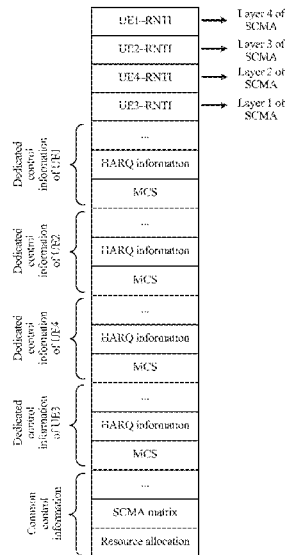 UE1-RNTI
Layer 4 of
SCMA
UE2-RNTI
Layer 3 of
SCMA
UE4-RNTI
Layer 2 of
SCMA
UE3-RNTI
Layer 1 of
SCMA
Dedicated
control
information
of UE1
...
HARQ information
MCS
Dedicated
control
information
of UE2
...
HARQ information
MCS
Dedicated
control
information
of UE4
...
HARQ information
MCS
Dedicated
control
information
of UE3
...
HARQ information
MCS
Common
control
information
...
SCMA matrix
Resource allocation